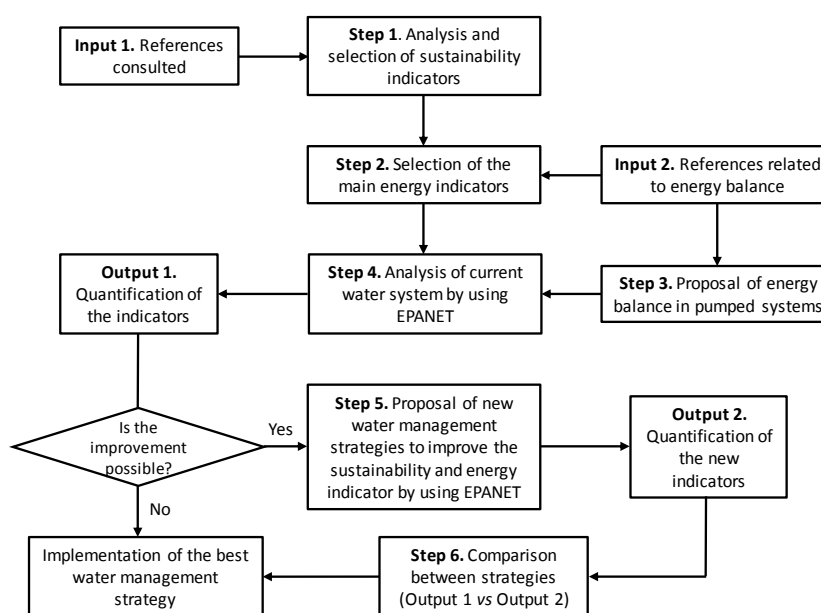 Input 1. References
consulted
Step 1. Analysis and
selection of sustainability
indicators
Step 2. Selection of the
main energy indicators
Input 2. References related
to energy balance
Output 1.
Quantification of
the indicators
Step 4. Analysis of current
water system by using
EPANET
Step 3. Proposal of energy
balance in pumped systems
Is the
improvement
possible?
Yes
Step 5. Proposal of new
water management
strategies to improve the
sustainability and energy
indicator by using EPANET
Output 2.
Quantification of
the new
indicators
No
Implementation of the best
water management
strategy
Step 6. Comparison
between strategies
(Output 1 vs Output 2)